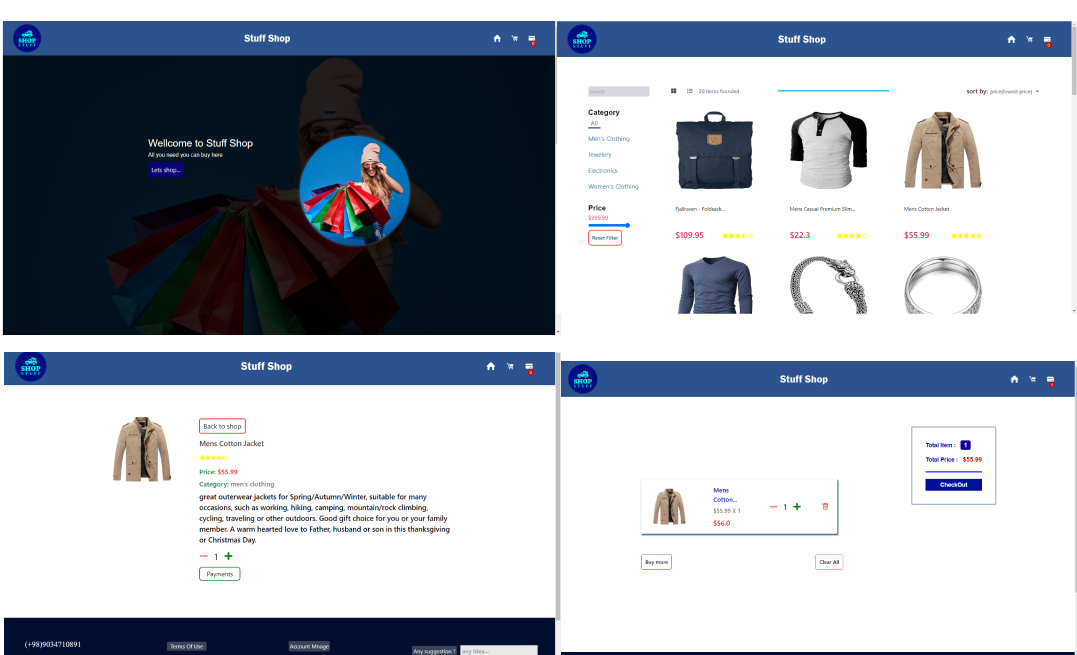 SHOP
STUFF
Stuff Shop
0
Wellcome to Stuff Shop
All you need you can buy here
Lets shop...
SHOP
STUFF
Stuff Shop
0
Search
20 Items founded
sort by: price(lowest price)
Category
All
Men's Clothing
Jewelery
Electronics
Women's Clothing
Price
$999.99
Reset Filter
Fjallraven - Foldsack...
Mens Casual Premium Slim...
Mens Cotton Jacket
$109.95
$22.3
$55.99
SHOP
STUFF
Stuff Shop
0
Back to shop
Mens Cotton Jacket
Price: $55.99
Category: men's clothing
great outerwear jackets for Spring/Autumn/Winter, suitable for many
occasions, such as working, hiking, camping, mountain/rock climbing,
cycling, traveling or other outdoors. Good gift choice for you or your family
member. A warm hearted love to Father, husband or son in this thanksgiving
or Christmas Day.
1
Payments
(+98)9034710891
Terms Of Use
Account Mnage
Any suggestion ?
any idea...
SHOP
STUFF
Stuff Shop
Total Item : 1
Total Price : $55.99
CheckOut
Mens
Cotton...
$55.99 X 1
$56.0
1
Buy more
Clear All